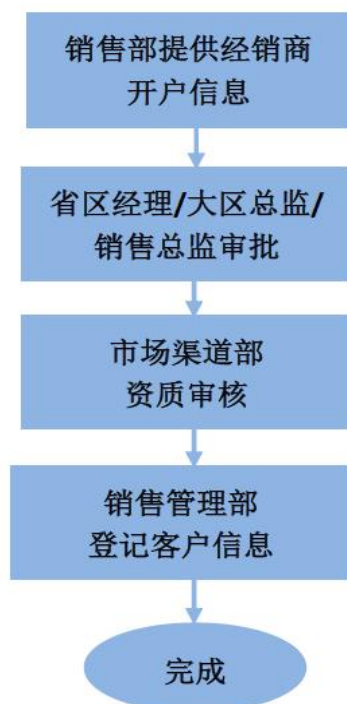 销售部提供经销商
开户信息
省区经理/大区总监/
销售总监审批
市场渠道部
资质审核
销售管理部
登记客户信息
完成